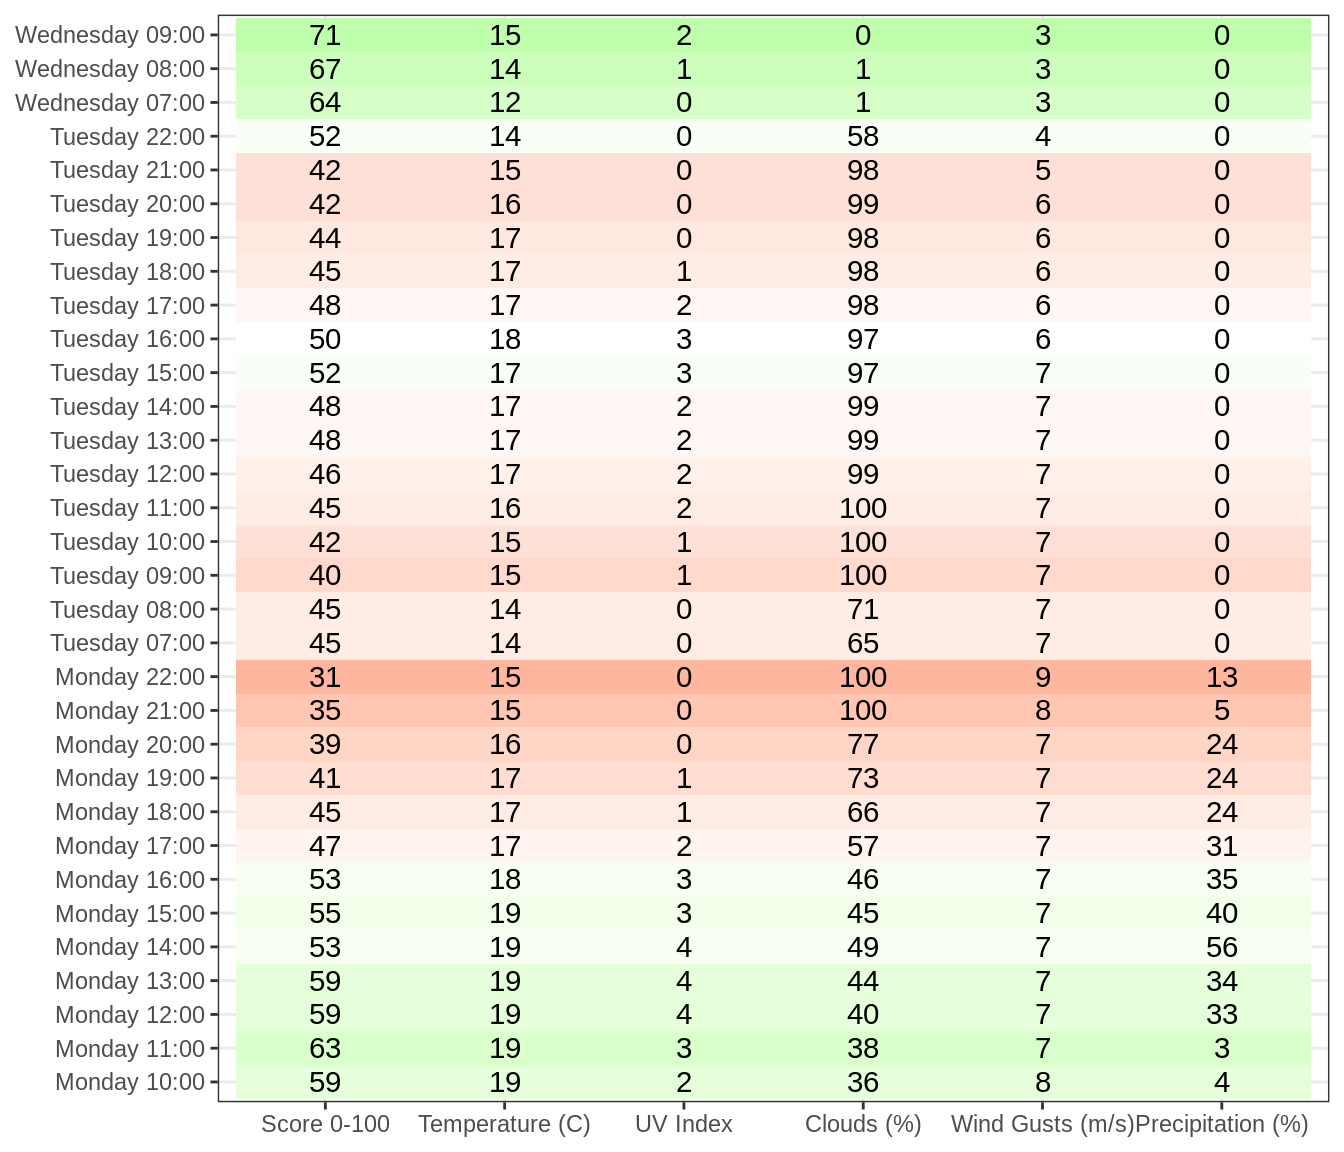 Wednesday 09:00 71 15 2 0 3 0
Wednesday 08:00 67 14 1 1 3 0
Wednesday 07:00 64 12 0 1 3 0
Tuesday 22:00 52 14 0 58 4 0
Tuesday 21:00 42 15 0 98 5 0
Tuesday 20:00 42 16 0 99 6 0
Tuesday 19:00 44 17 0 98 6 0
Tuesday 18:00 45 17 1 98 6 0
Tuesday 17:00 48 17 2 98 6 0
Tuesday 16:00 50 18 3 97 6 0
Tuesday 15:00 52 17 3 97 7 0
Tuesday 14:00 48 17 2 99 7 0
Tuesday 13:00 48 17 2 99 7 0
Tuesday 12:00 46 17 2 99 7 0
Tuesday 11:00 45 16 2 100 7 0
Tuesday 10:00 42 15 1 100 7 0
Tuesday 09:00 40 15 1 100 7 0
Tuesday 08:00 45 14 0 71 7 0
Tuesday 07:00 45 14 0 65 7 0
Monday 22:00 31 15 0 100 9 13
Monday 21:00 35 15 0 100 8 5
Monday 20:00 39 16 0 77 7 24
Monday 19:00 41 17 1 73 7 24
Monday 18:00 45 17 1 66 7 24
Monday 17:00 47 17 2 57 7 31
Monday 16:00 53 18 3 46 7 35
Monday 15:00 55 19 3 45 7 40
Monday 14:00 53 19 4 49 7 56
Monday 13:00 59 19 4 44 7 34
Monday 12:00 59 19 4 40 7 33
Monday 11:00 63 19 3 38 7 3
Monday 10:00 59 19 2 36 8 4
Score 0-100 Temperature (C) UV Index Clouds (%) Wind Gusts (m/s) Precipitation (%)